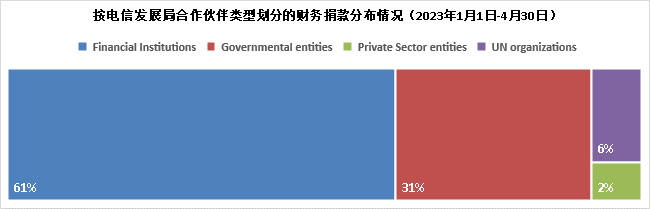 按电信发展局合作伙伴类型划分的财务捐款分布情况（2023年1月1日-4月30日）
Financial Institutions Governmental entities Private Sector entities UN organizations
61%
31%
6%
2%